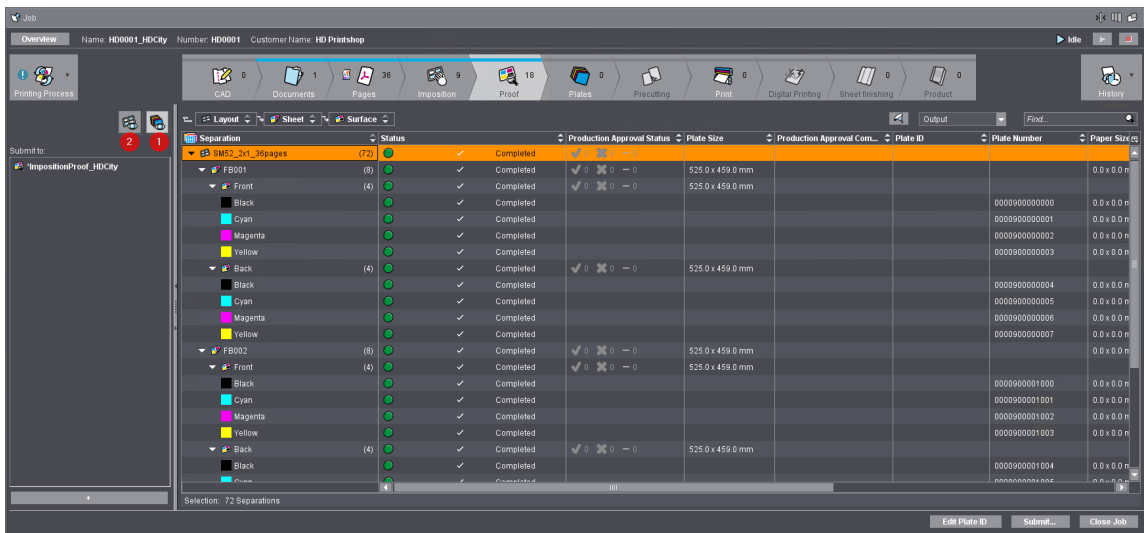 Job
Overview Name: HD0001_HDCity Number: HD0001 Customer Name: HD Printshop Idle
Printing Process
0 1 36 9 18 0 0 0 0
CAD Documents Pages Imposition Proof Plates Precutting Print Digital Printing Sheet finishing Product
History
2 1
Submit to:
*ImpositionProof_HDCity
+
Layout Sheet Surface Output Find...
Separation Status Production Approval Status Plate Size Production Approval Com... Plate ID Plate Number Paper Size
SM52_2x1_36pages (72) Completed
FB001 (8) Completed 0 0 0 525.0 x 459.0 mm 0.0 x 0.0 m
Front (4) Completed 0 0 0 525.0 x 459.0 mm
Black Completed 0000900000000 0.0 x 0.0 m
Cyan Completed 0000900000001 0.0 x 0.0 m
Magenta Completed 0000900000002 0.0 x 0.0 m
Yellow Completed 0000900000003 0.0 x 0.0 m
Back (4) Completed 0 0 0 525.0 x 459.0 mm
Black Completed 0000900000004 0.0 x 0.0 m
Cyan Completed 0000900000005 0.0 x 0.0 m
Magenta Completed 0000900000006 0.0 x 0.0 m
Yellow Completed 0000900000007 0.0 x 0.0 m
FB002 (8) Completed 0 0 0 525.0 x 459.0 mm 0.0 x 0.0 m
Front (4) Completed 0 0 0 525.0 x 459.0 mm
Black Completed 0000900001000 0.0 x 0.0 m
Cyan Completed 0000900001001 0.0 x 0.0 m
Magenta Completed 0000900001002 0.0 x 0.0 m
Yellow Completed 0000900001003 0.0 x 0.0 m
Back (4) Completed 0 0 0 525.0 x 459.0 mm
Black Completed 0000900001004 0.0 x 0.0 m
Selection: 72 Separations
Edit Plate ID Submit... Close Job